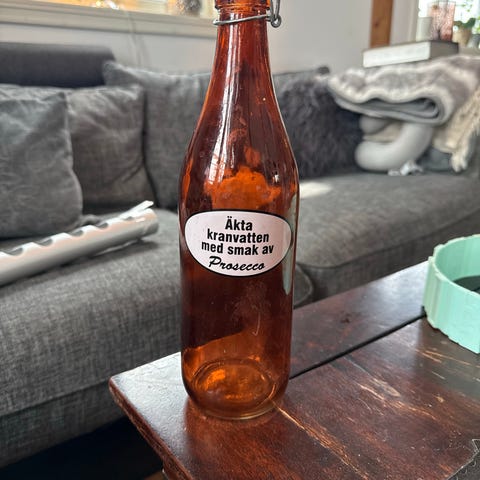 Äkta
kranvatten
med smak av
Prosecco